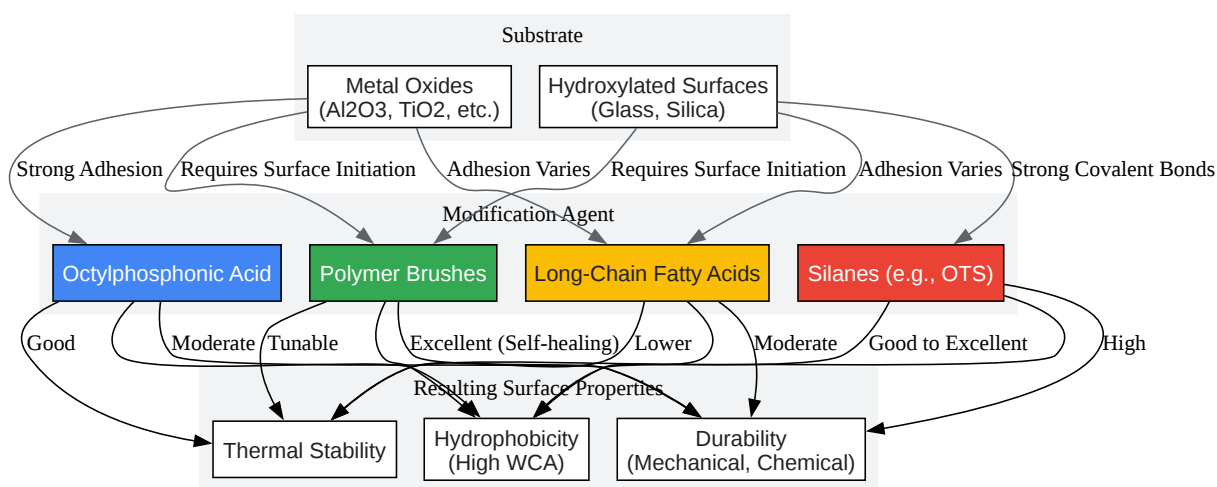 Substrate
Metal Oxides
(Al2O3, TiO2, etc.)
Hydroxylated Surfaces
(Glass, Silica)
Strong Adhesion
Requires Surface Initiation
Adhesion Varies
Requires Surface Initiation
Adhesion Varies
Strong Covalent Bonds
Modification Agent
Octylphosphonic Acid
Polymer Brushes
Long-Chain Fatty Acids
Silanes (e.g., OTS)
Good
Moderate
Tunable
Excellent (Self-healing)
Lower
Moderate
Good to Excellent
High
Resulting Surface Properties
Thermal Stability
Hydrophobicity
(High WCA)
Durability
(Mechanical, Chemical)